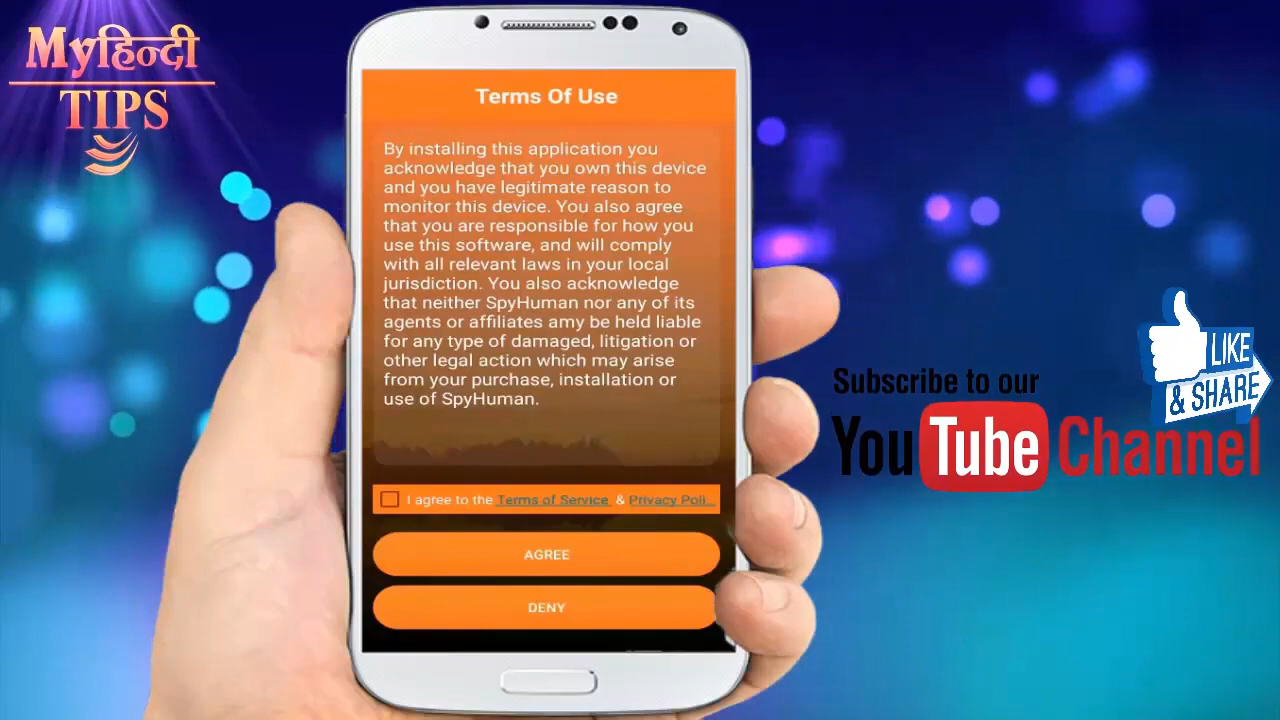 Myहिन्दी
TIPS
Terms Of Use
By installing this application you
acknowledge that you own this device
and you have legitimate reason to
monitor this device. You also agree
that you are responsible for how you
use this software, and will comply
with all relevant laws in your local
jurisdiction. You also acknowledge
that neither SpyHuman nor any of its
agents or affiliates amy be held liable
for any type of damaged, litigation or
other legal action which may arise
from your purchase, installation or
use of SpyHuman.
I agree to the Terms of Service & Privacy Poli...
AGREE
DENY
LIKE
& SHARE
Subscribe to our
YouTube Channel